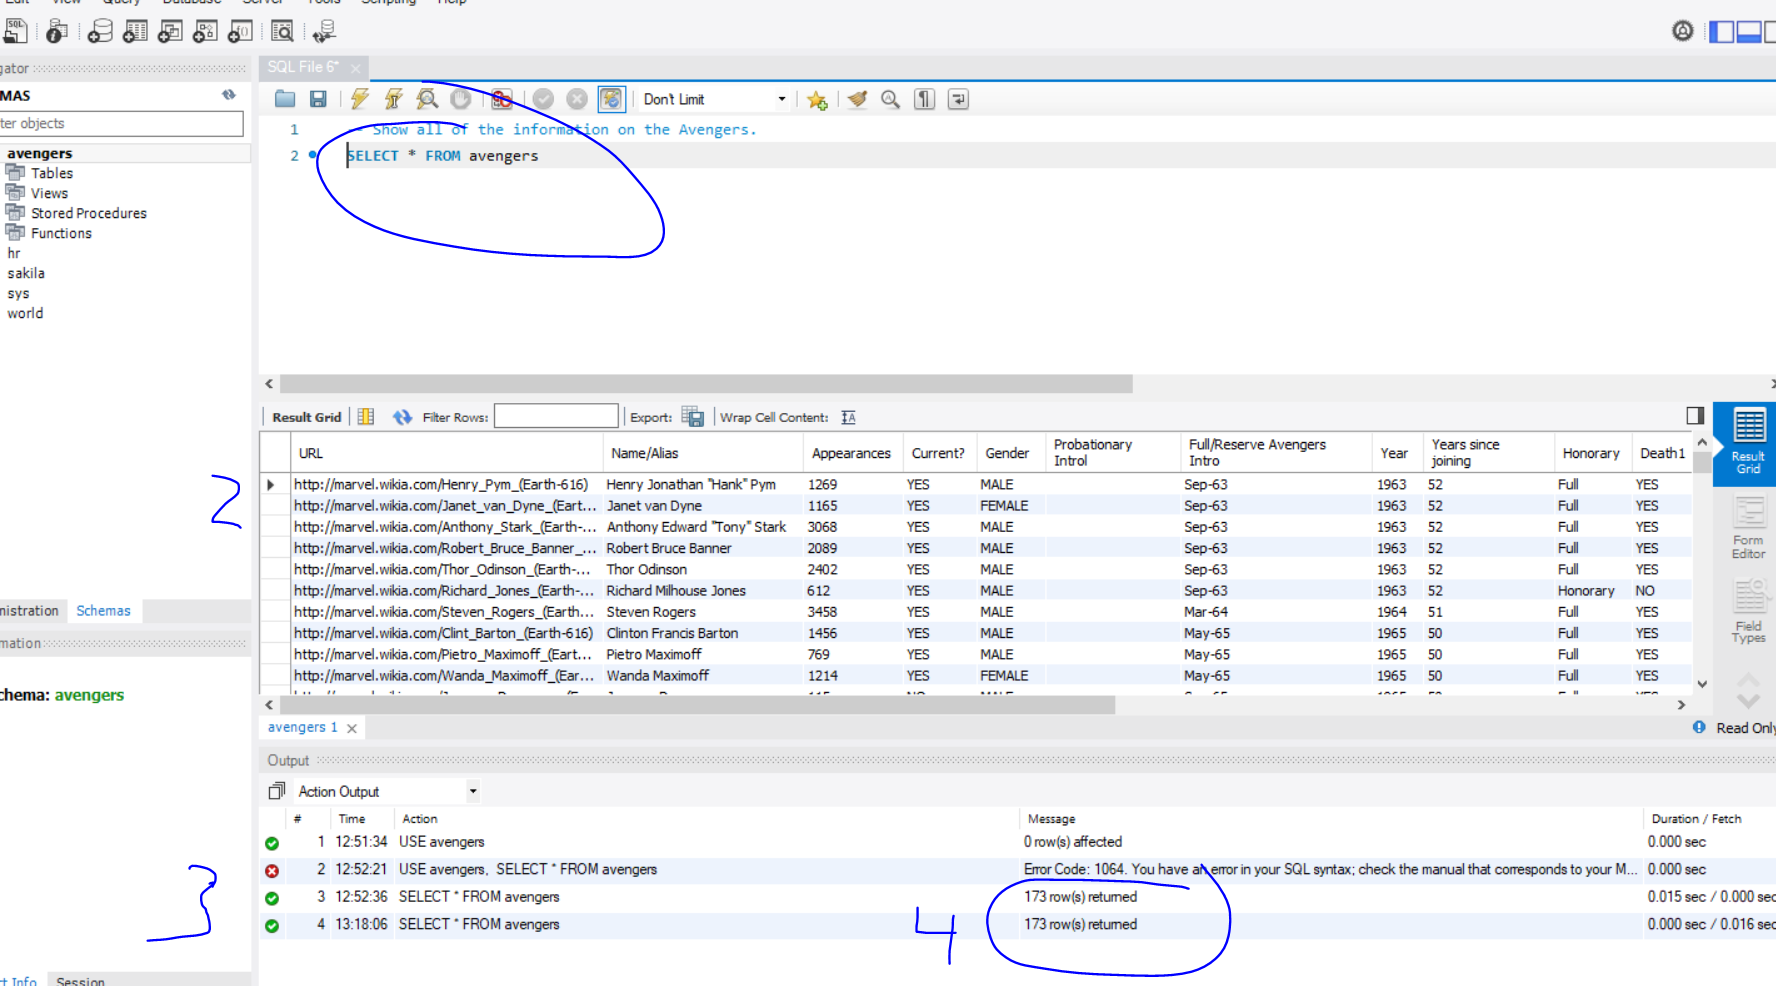 Edit View Query Database Server Tools Scripting Help
SQL
gator
SQL File 6* ×
MAS
Don't Limit
ter objects
1 -- Show all of the information on the Avengers.
2 SELECT * FROM avengers
avengers
Tables
Views
Stored Procedures
Functions
hr
sakila
sys
world
Result Grid Filter Rows: Export: Wrap Cell Content:
URL Name/Alias Appearances Current? Gender Probationary Introl Full/Reserve Avengers Intro Year Years since joining Honorary Death1
http://marvel.wikia.com/Henry_Pym_(Earth-616) Henry Jonathan "Hank" Pym 1269 YES MALE Sep-63 1963 52 Full YES
http://marvel.wikia.com/Janet_van_Dyne_(Eart... Janet van Dyne 1165 YES FEMALE Sep-63 1963 52 Full YES
http://marvel.wikia.com/Anthony_Stark_(Earth-... Anthony Edward "Tony" Stark 3068 YES MALE Sep-63 1963 52 Full YES
http://marvel.wikia.com/Robert_Bruce_Banner_... Robert Bruce Banner 2089 YES MALE Sep-63 1963 52 Full YES
http://marvel.wikia.com/Thor_Odinson_(Earth-... Thor Odinson 2402 YES MALE Sep-63 1963 52 Full YES
http://marvel.wikia.com/Richard_Jones_(Earth-... Richard Milhouse Jones 612 YES MALE Sep-63 1963 52 Honorary NO
http://marvel.wikia.com/Steven_Rogers_(Earth... Steven Rogers 3458 YES MALE Mar-64 1964 51 Full YES
http://marvel.wikia.com/Clint_Barton_(Earth-616) Clinton Francis Barton 1456 YES MALE May-65 1965 50 Full YES
http://marvel.wikia.com/Pietro_Maximoff_(Eart... Pietro Maximoff 769 YES MALE May-65 1965 50 Full YES
http://marvel.wikia.com/Wanda_Maximoff_(Ear... Wanda Maximoff 1214 YES FEMALE May-65 1965 50 Full YES
Result Grid
Form Editor
Field Types
2
nistration Schemas
mation
chema: avengers
avengers 1 × Read Only
Output
Action Output
# Time Action Message Duration / Fetch
1 12:51:34 USE avengers 0 row(s) affected 0.000 sec
2 12:52:21 USE avengers, SELECT * FROM avengers Error Code: 1064. You have an error in your SQL syntax; check the manual that corresponds to your M... 0.000 sec
3 12:52:36 SELECT * FROM avengers 173 row(s) returned 0.015 sec / 0.000 sec
4 13:18:06 SELECT * FROM avengers 173 row(s) returned 0.000 sec / 0.016 sec
3
4
ct Info Session